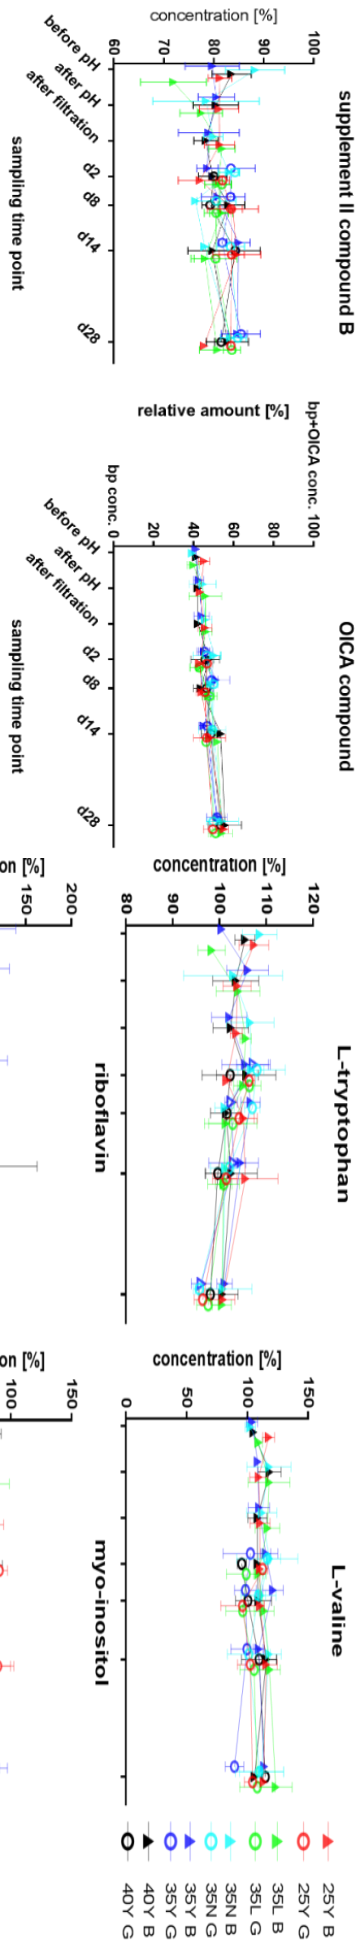 supplement II compound B
concentration [%]
100
90
80
70
60
before pH
after pH
after filtration
d2
d8
d14
d28
sampling time point
OICA compound
relative amount [%]
bp+OICA conc. 100
80
60
40
20
bp conc. 0
before pH
after pH
after filtration
d2
d8
d14
d28
sampling time point
L-tryptophan
concentration [%]
120
110
100
90
80
riboflavin
on [%]
200
150
L-valine
concentration [%]
150
100
50
0
myo-inositol
on [%]
150
100
25Y B
25Y G
35L B
35L G
35N B
35N G
35Y B
35Y G
40Y B
40Y G